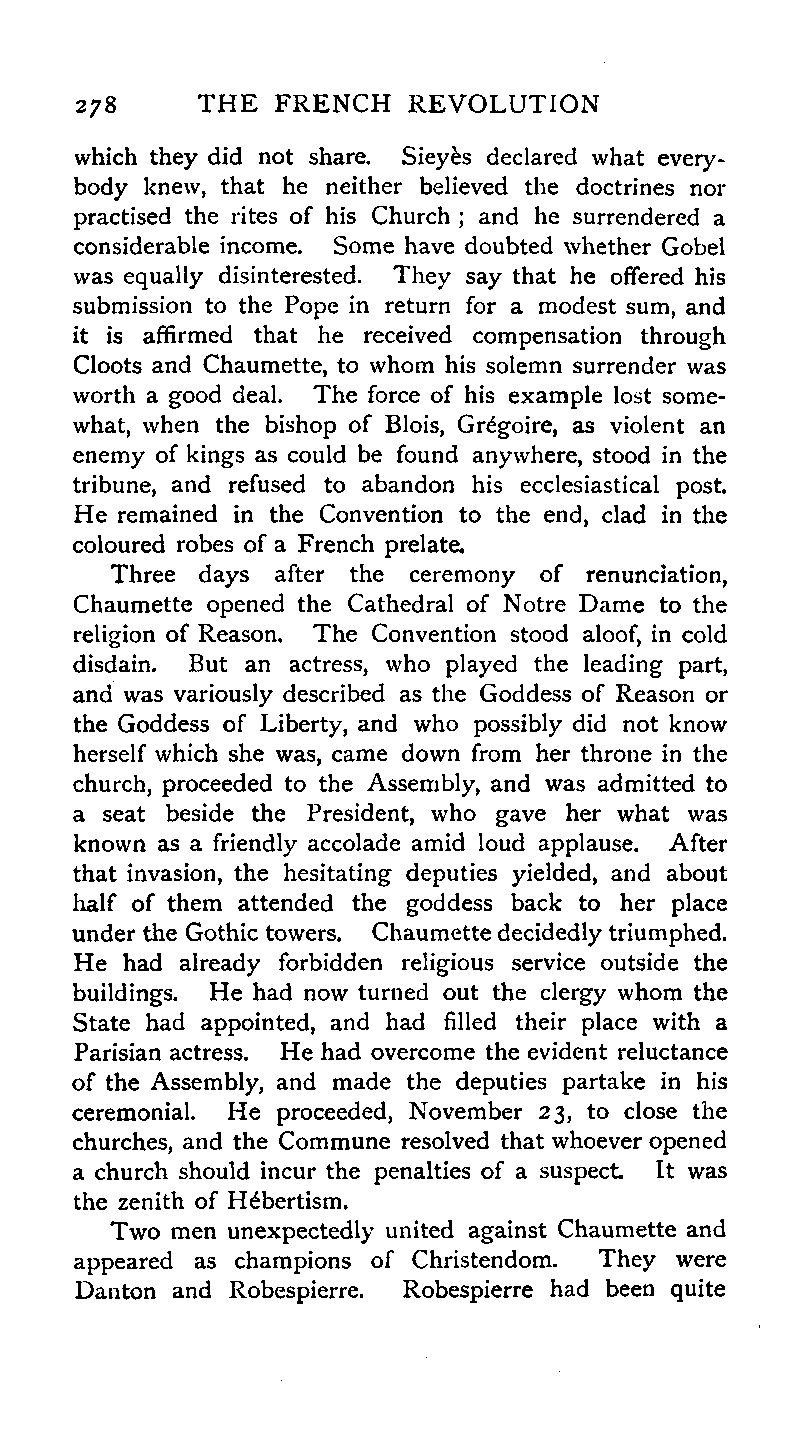 278 THE FRENCH REVOLUTION
which they did not share. Sieyès declared what every-
body knew, that he neither believed the doctrines nor
practised the rites of his Church ; and he surrendered a
considerable income. Some have doubted whether Gobel
was equally disinterested. They say that he offered his
submission to the Pope in return for a modest sum, and
it is affirmed that he received compensation through
Cloots and Chaumette, to whom his solemn surrender was
worth a good deal. The force of his example lost some-
what, when the bishop of Blois, Grégoire, as violent an
enemy of kings as could be found anywhere, stood in the
tribune, and refused to abandon his ecclesiastical post.
He remained in the Convention to the end, clad in the
coloured robes of a French prelate.
Three days after the ceremony of renunciation,
Chaumette opened the Cathedral of Notre Dame to the
religion of Reason. The Convention stood aloof, in cold
disdain. But an actress, who played the leading part,
and was variously described as the Goddess of Reason or
the Goddess of Liberty, and who possibly did not know
herself which she was, came down from her throne in the
church, proceeded to the Assembly, and was admitted to
a seat beside the President, who gave her what was
known as a friendly accolade amid loud applause. After
that invasion, the hesitating deputies yielded, and about
half of them attended the goddess back to her place
under the Gothic towers. Chaumette decidedly triumphed.
He had already forbidden religious service outside the
buildings. He had now turned out the clergy whom the
State had appointed, and had filled their place with a
Parisian actress. He had overcome the evident reluctance
of the Assembly, and made the deputies partake in his
ceremonial. He proceeded, November 23, to close the
churches, and the Commune resolved that whoever opened
a church should incur the penalties of a suspect. It was
the zenith of Hébertism.
Two men unexpectedly united against Chaumette and
appeared as champions of Christendom. They were
Danton and Robespierre. Robespierre had been quite